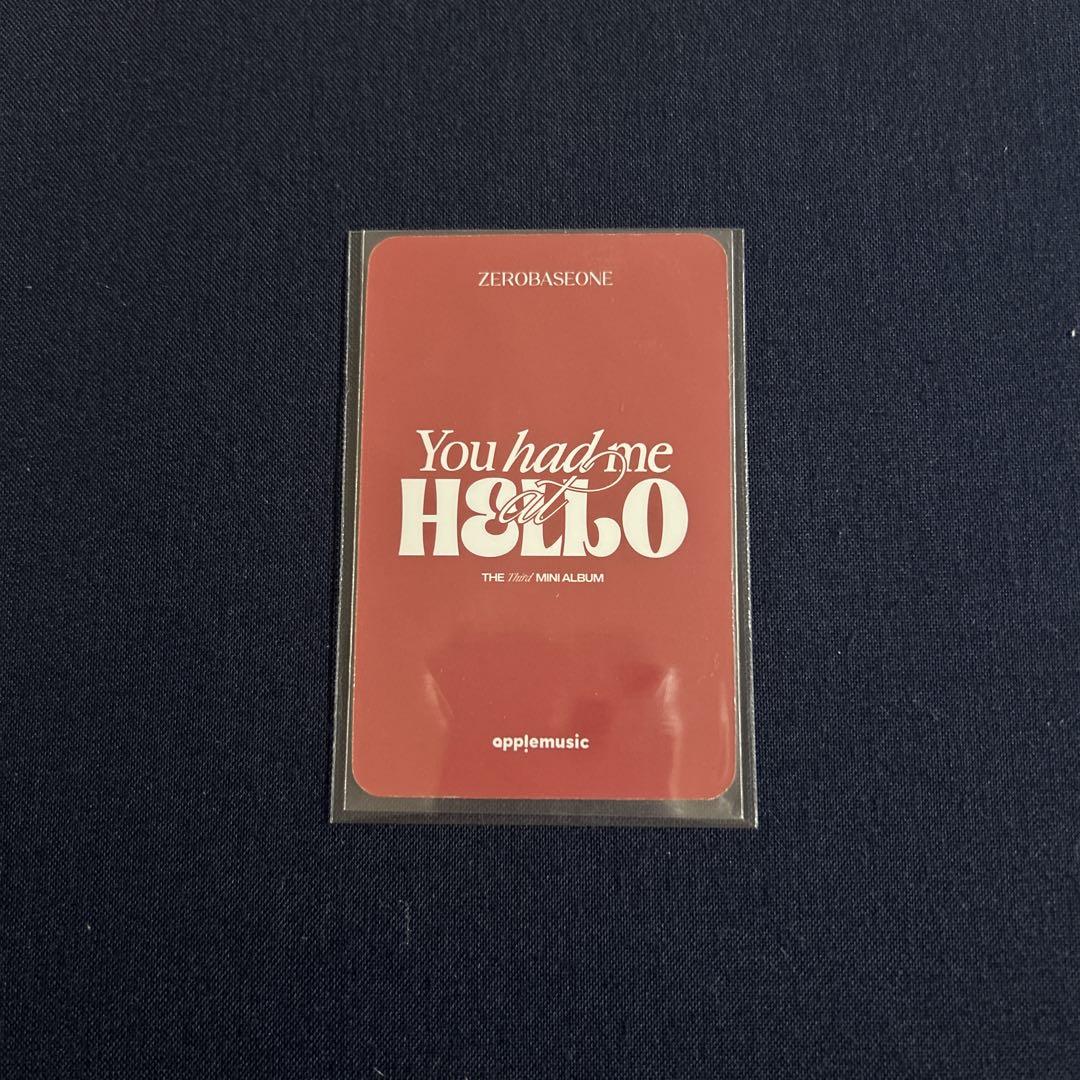 ZEROBASEONE
You had me
at
HELLO
THE Third MINI ALBUM
applemusic